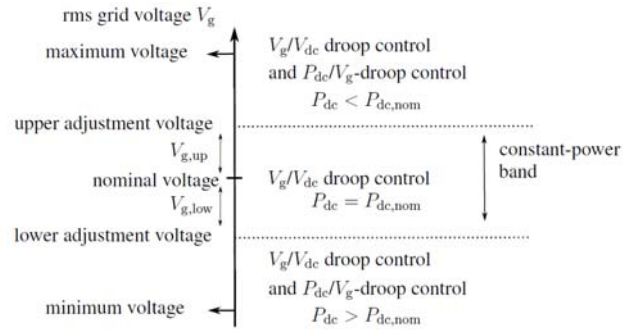 rms grid voltage V_g
maximum voltage
V_g/V_dc droop control
and P_dc/V_g-droop control
P_dc < P_dc,nom
upper adjustment voltage
V_g,up
constant-power
band
nominal voltage
V_g/V_dc droop control
P_dc = P_dc,nom
V_g,low
lower adjustment voltage
V_g/V_dc droop control
and P_dc/V_g-droop control
P_dc > P_dc,nom
minimum voltage